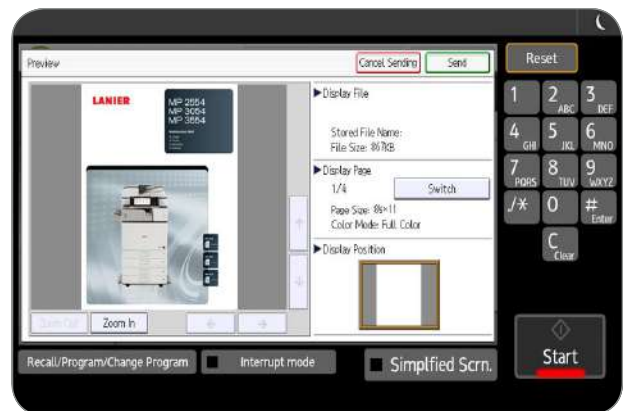 Preview
Cancel Sending
Send
Reset
LANIER
MP 2554
MP 3054
MP 3554
Display File
Stored File Name:
File Size: 867KB
Display Page
1/4
Switch
Page Size: 8½×11
Color Mode: Full Color
Display Position
Zoom Out
Zoom In
Recall/Program/Change Program
Interrupt mode
Simplfied Scrn.
1
2 ABC
3 DEF
4 GHI
5 JKL
6 MNO
7 PQRS
8 TUV
9 WXYZ
./*
0
# Enter
C Clear
Start